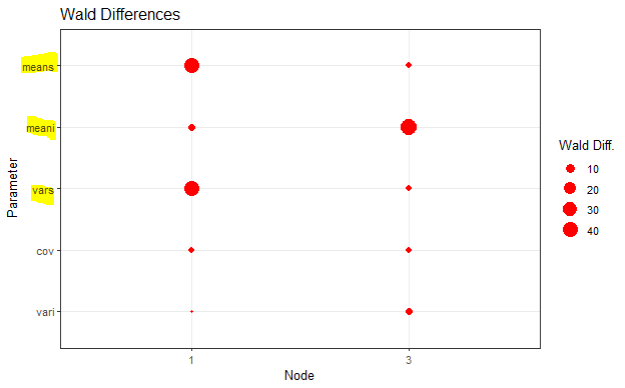 Wald Differences
means
meani
vars
cov
vari
Parameter
1 3
Node
Wald Diff.
10
20
30
40